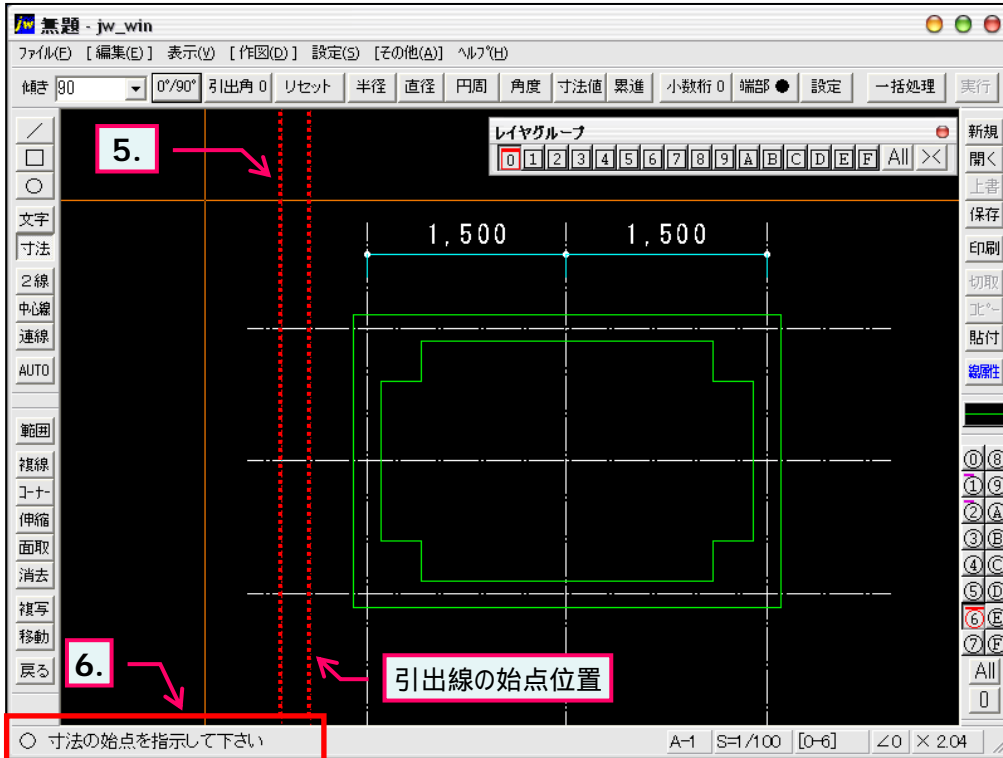 無題 - jw_win
ファイル(F) [編集(E)] 表示(V) [作図(D)] 設定(S) [その他(A)] ヘルプ(H)
傾き 90 0°/90° 引出角 0 リセット 半径 直径 円周 角度 寸法値 累進 小数桁 0 端部 ● 設定 一括処理 実行
レイヤグループ
0 1 2 3 4 5 6 7 8 9 A B C D E F All ><
5.
1,500 1,500
文字
寸法
2線
中心線
連線
AUTO
範囲
複線
コーナー
伸縮
面取
消去
複写
移動
戻る
新規
開く
上書
保存
印刷
切取
コピー
貼付
線属性
0 8
1 9
2 A
3 B
4 C
5 D
6 E
7 F
All
0
6.
引出線の始点位置
○ 寸法の始点を指示して下さい
A-1 S=1/100 [0-6] ∠0 × 2.04